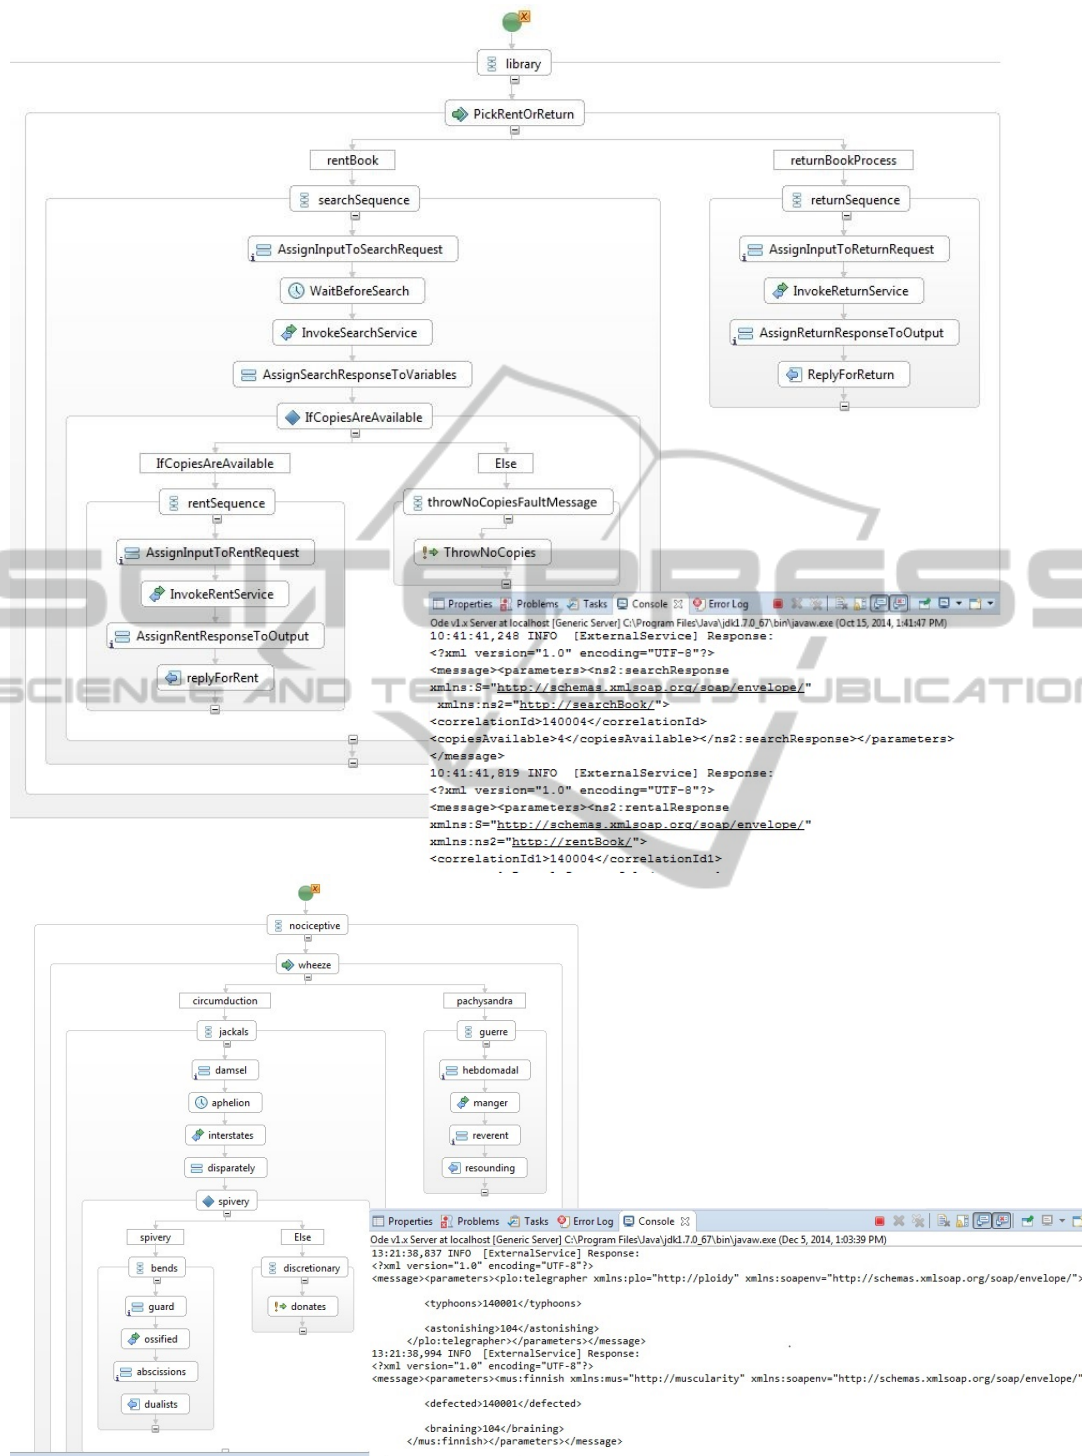 library
PickRentOrReturn
rentBook
returnBookProcess
searchSequence
returnSequence
AssignInputToSearchRequest
AssignInputToReturnRequest
WaitBeforeSearch
InvokeReturnService
InvokeSearchService
AssignReturnResponseToOutput
AssignSearchResponseToVariables
ReplyForReturn
IfCopiesAreAvailable
IfCopiesAreAvailable
Else
rentSequence
throwNoCopiesFaultMessage
AssignInputToRentRequest
ThrowNoCopies
InvokeRentService
AssignRentResponseToOutput
replyForRent
SCITEPRESS
SCIENCE AND TECHNOLOGY PUBLICATIONS
Properties Problems Tasks Console Error Log
Ode v1.x Server at localhost [Generic Server] C:\Program Files\Java\jdk1.7.0_67\bin\javaw.exe (Oct 15, 2014, 1:41:47 PM)
10:41:41,248 INFO [ExternalService] Response:
<?xml version="1.0" encoding="UTF-8"?>
<message><parameters><ns2:searchResponse
xmlns:S="http://schemas.xmlsoap.org/soap/envelope/"
xmlns:ns2="http://searchBook/">
<correlationId>140004</correlationId>
<copiesAvailable>4</copiesAvailable></ns2:searchResponse></parameters>
</message>
10:41:41,819 INFO [ExternalService] Response:
<?xml version="1.0" encoding="UTF-8"?>
<message><parameters><ns2:rentalResponse
xmlns:S="http://schemas.xmlsoap.org/soap/envelope/"
xmlns:ns2="http://rentBook/">
<correlationId1>140004</correlationId1>
nociceptive
wheeze
circumduction
pachysandra
jackals
guerre
damsel
hebdomadal
aphelion
manger
interstates
reverent
disparately
resounding
spivery
spivery
Else
bends
discretionary
guard
donates
ossified
abscissions
dualists
Properties Problems Tasks Error Log Console
Ode v1.x Server at localhost [Generic Server] C:\Program Files\Java\jdk1.7.0_67\bin\javaw.exe (Dec 5, 2014, 1:03:39 PM)
13:21:38,837 INFO [ExternalService] Response:
<?xml version="1.0" encoding="UTF-8"?>
<message><parameters><plo:telegrapher xmlns:plo="http://ploidy" xmlns:soapenv="http://schemas.xmlsoap.org/soap/envelope/">
<typhoons>140001</typhoons>
<astonishing>104</astonishing>
</plo:telegrapher></parameters></message>
13:21:38,994 INFO [ExternalService] Response:
<?xml version="1.0" encoding="UTF-8"?>
<message><parameters><mus:finnish xmlns:mus="http://muscularity" xmlns:soapenv="http://schemas.xmlsoap.org/soap/envelope/"
<defected>140001</defected>
<braining>104</braining>
</mus:finnish></parameters></message>